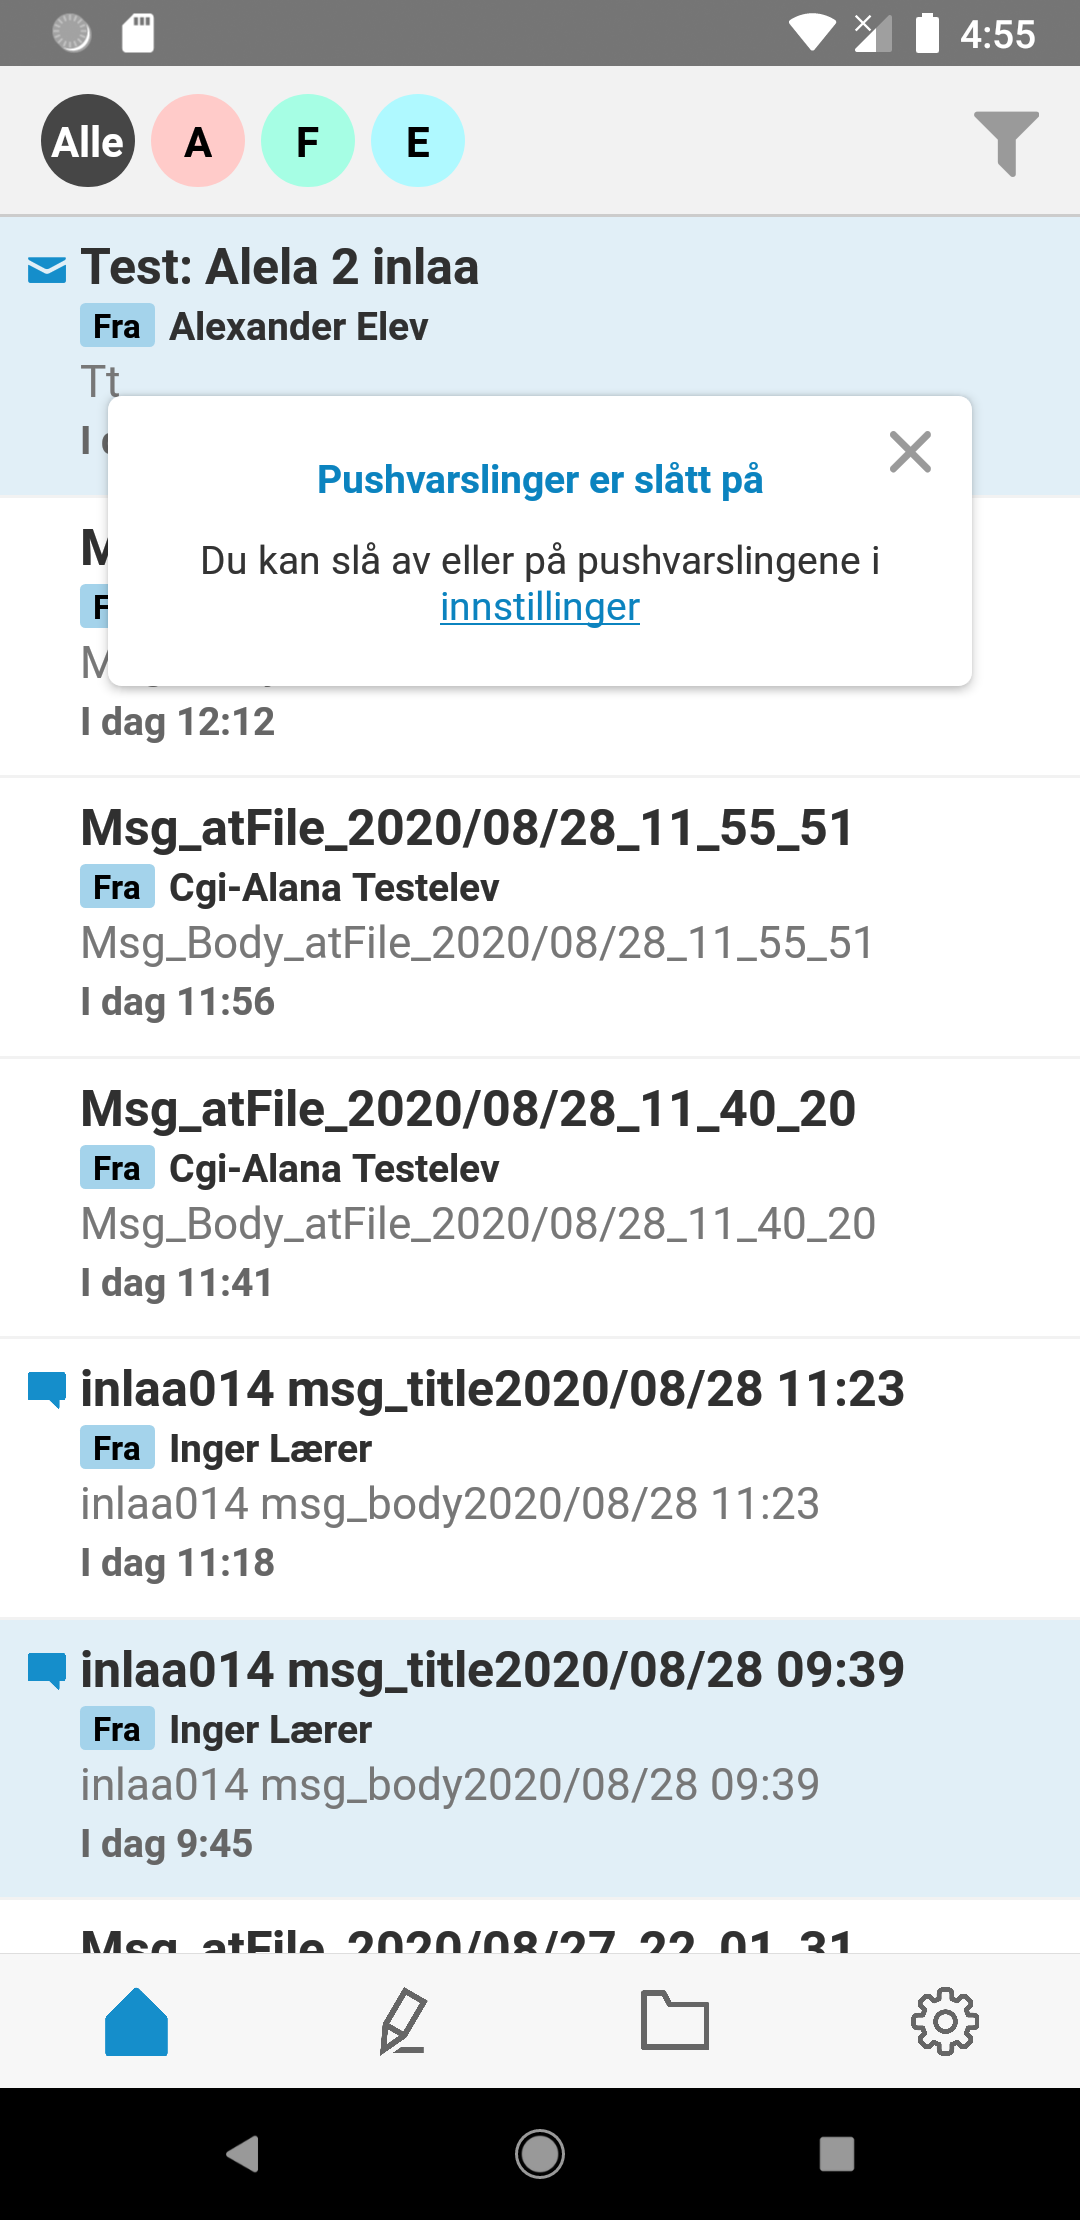 4:55
Alle A F E
Test: Alela 2 inlaa
Fra Alexander Elev
Tt
Pushvarslinger er slått på
Du kan slå av eller på pushvarslingene i
innstillinger
I dag 12:12
Msg_atFile_2020/08/28_11_55_51
Fra Cgi-Alana Testelev
Msg_Body_atFile_2020/08/28_11_55_51
I dag 11:56
Msg_atFile_2020/08/28_11_40_20
Fra Cgi-Alana Testelev
Msg_Body_atFile_2020/08/28_11_40_20
I dag 11:41
inlaa014 msg_title2020/08/28 11:23
Fra Inger Lærer
inlaa014 msg_body2020/08/28 11:23
I dag 11:18
inlaa014 msg_title2020/08/28 09:39
Fra Inger Lærer
inlaa014 msg_body2020/08/28 09:39
I dag 9:45
Msg_atFile_2020/08/27_22_01_31